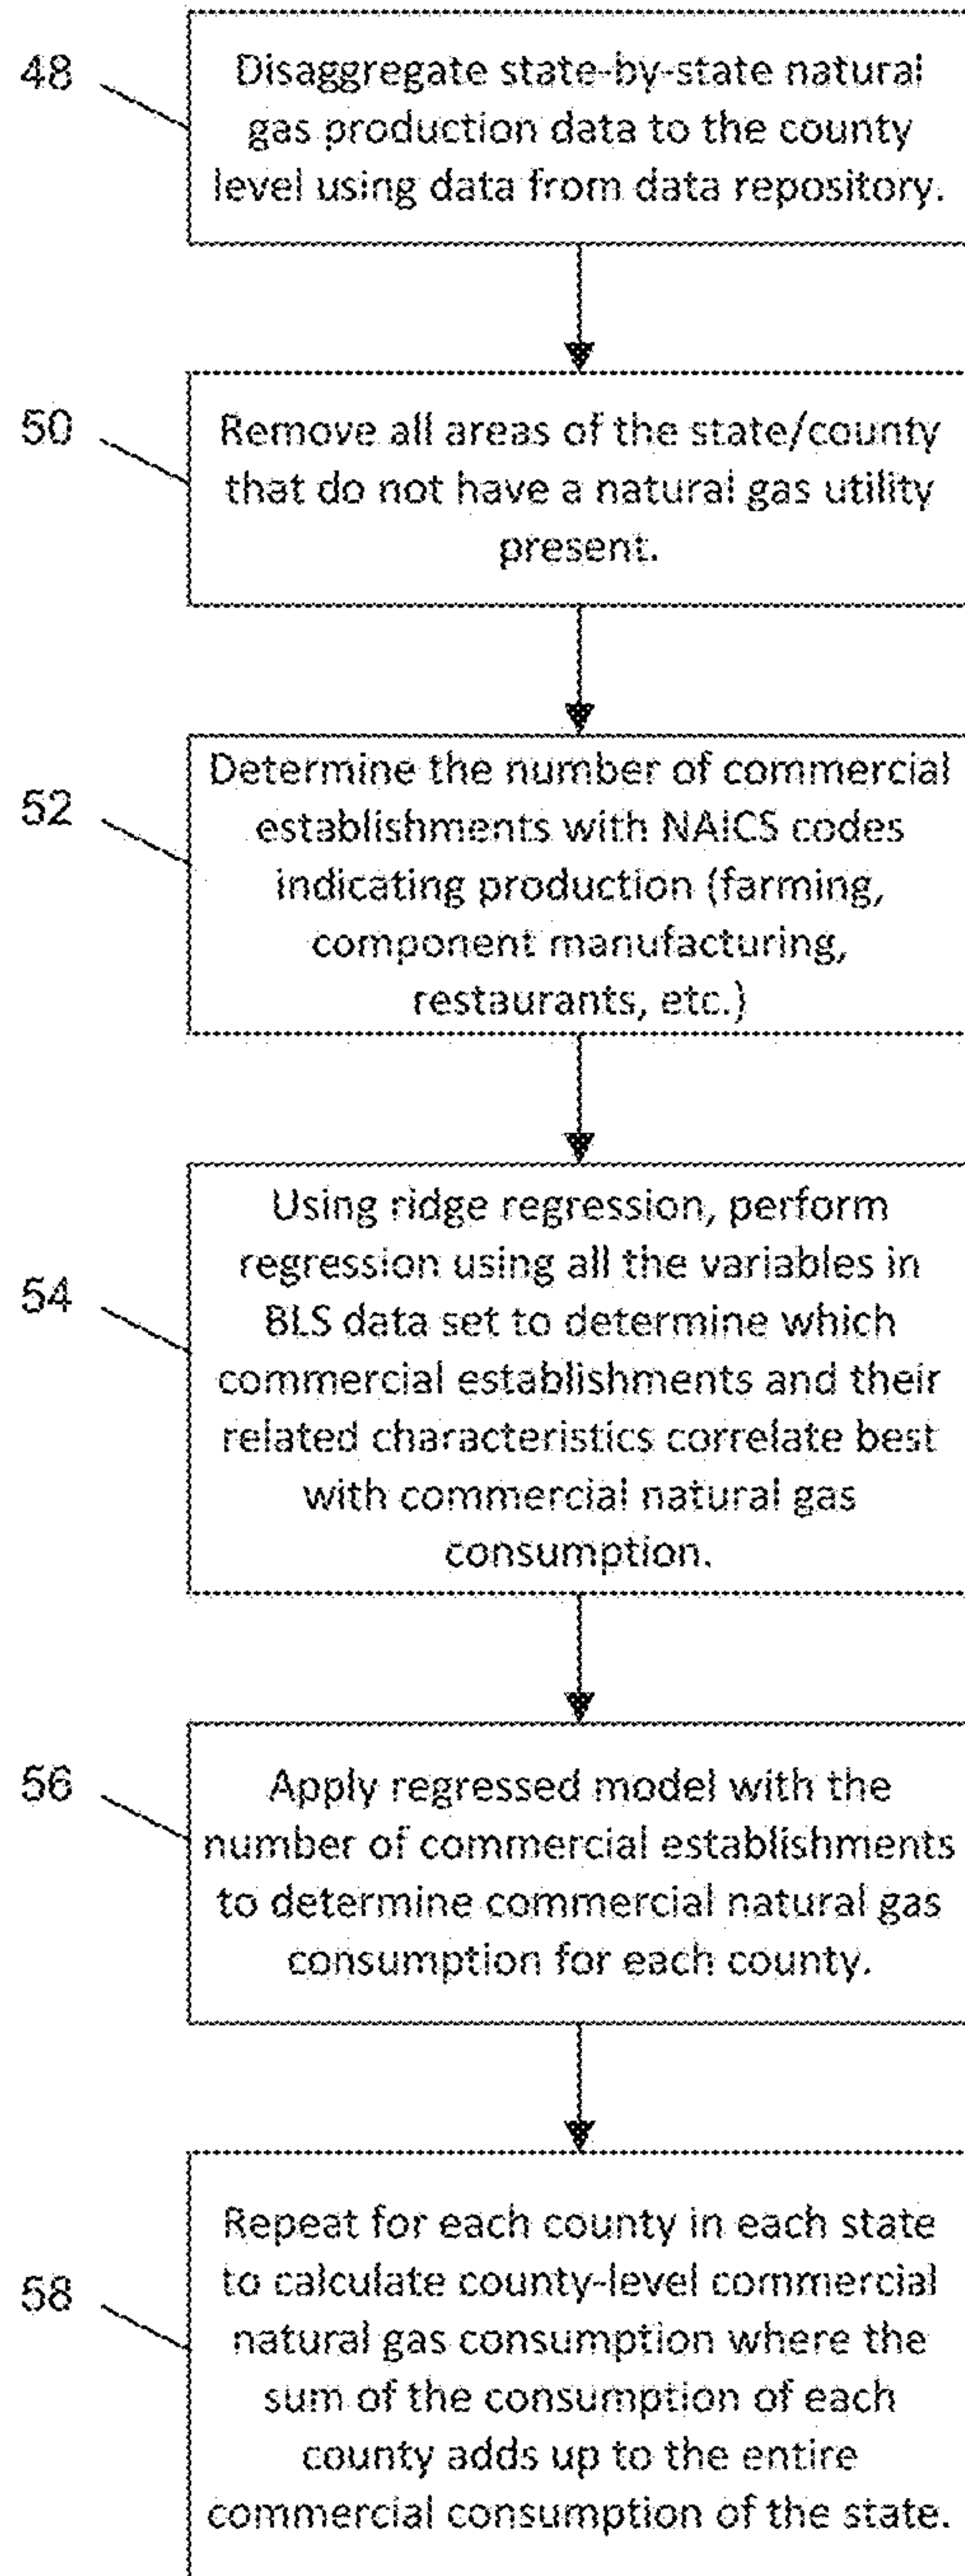 48
Disaggregate state-by-state natural
gas production data to the county
level using data from data repository.
50
Remove all areas of the state/county
that do not have a natural gas utility
present.
52
Determine the number of commercial
establishments with NAICS codes
indicating production (farming,
component manufacturing,
restaurants, etc.)
54
Using ridge regression, perform
regression using all the variables in
BLS data set to determine which
commercial establishments and their
related characteristics correlate best
with commercial natural gas
consumption.
56
Apply regressed model with the
number of commercial establishments
to determine commercial natural gas
consumption for each county.
58
Repeat for each county in each state
to calculate county-level commercial
natural gas consumption where the
sum of the consumption of each
county adds up to the entire
commercial consumption of the state.